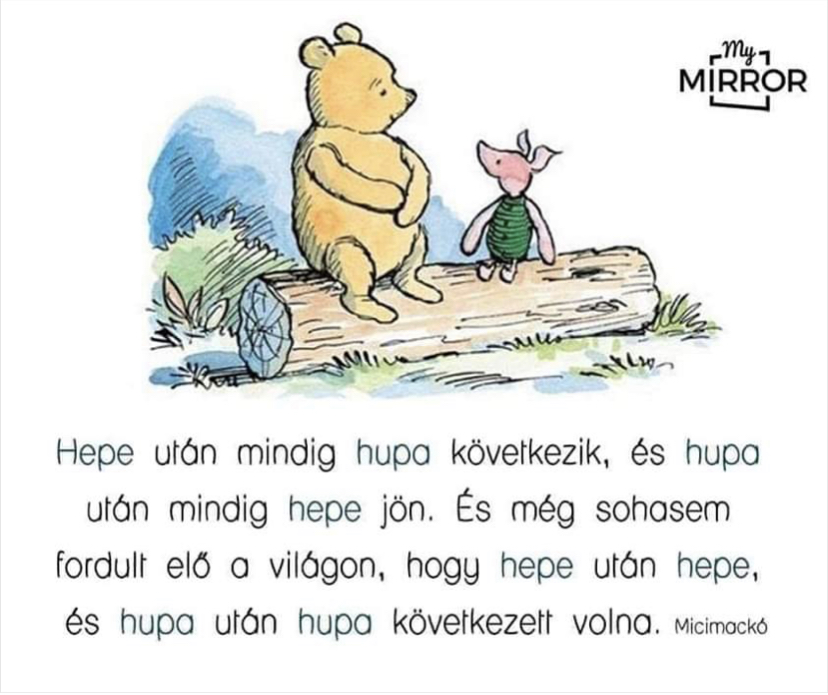 My
MIRROR
Hepe után mindig hupa következik, és hupa
után mindig hepe jön. És még sohasem
fordult elő a világon, hogy hepe után hepe,
és hupa után hupa következett volna. Micimackó